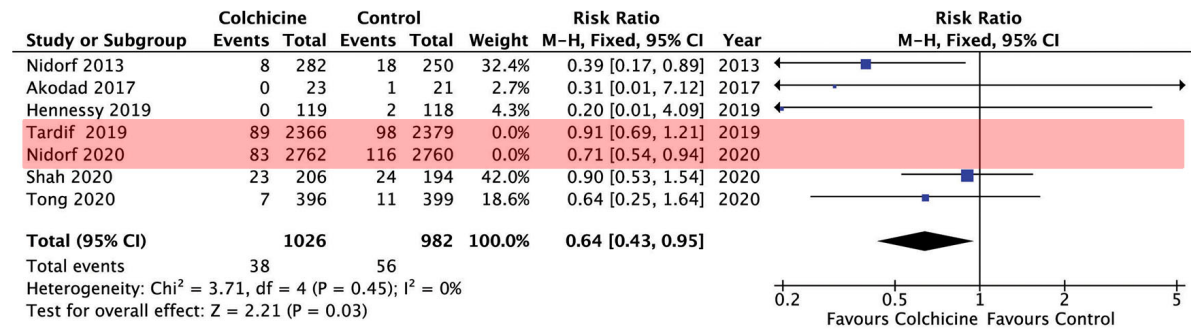 Colchicine Control Risk Ratio Risk Ratio
Study or Subgroup Events Total Events Total Weight M-H, Fixed, 95% CI Year M-H, Fixed, 95% CI
Nidorf 2013 8 282 18 250 32.4% 0.39 [0.17, 0.89] 2013
Akodad 2017 0 23 1 21 2.7% 0.31 [0.01, 7.12] 2017
Hennessy 2019 0 119 2 118 4.3% 0.20 [0.01, 4.09] 2019
Tardif 2019 89 2366 98 2379 0.0% 0.91 [0.69, 1.21] 2019
Nidorf 2020 83 2762 116 2760 0.0% 0.71 [0.54, 0.94] 2020
Shah 2020 23 206 24 194 42.0% 0.90 [0.53, 1.54] 2020
Tong 2020 7 396 11 399 18.6% 0.64 [0.25, 1.64] 2020
Total (95% CI) 1026 982 100.0% 0.64 [0.43, 0.95]
Total events 38 56
Heterogeneity: Chi² = 3.71, df = 4 (P = 0.45); I² = 0%
Test for overall effect: Z = 2.21 (P = 0.03)
0.2 0.5 1 2 5
Favours Colchicine Favours Control